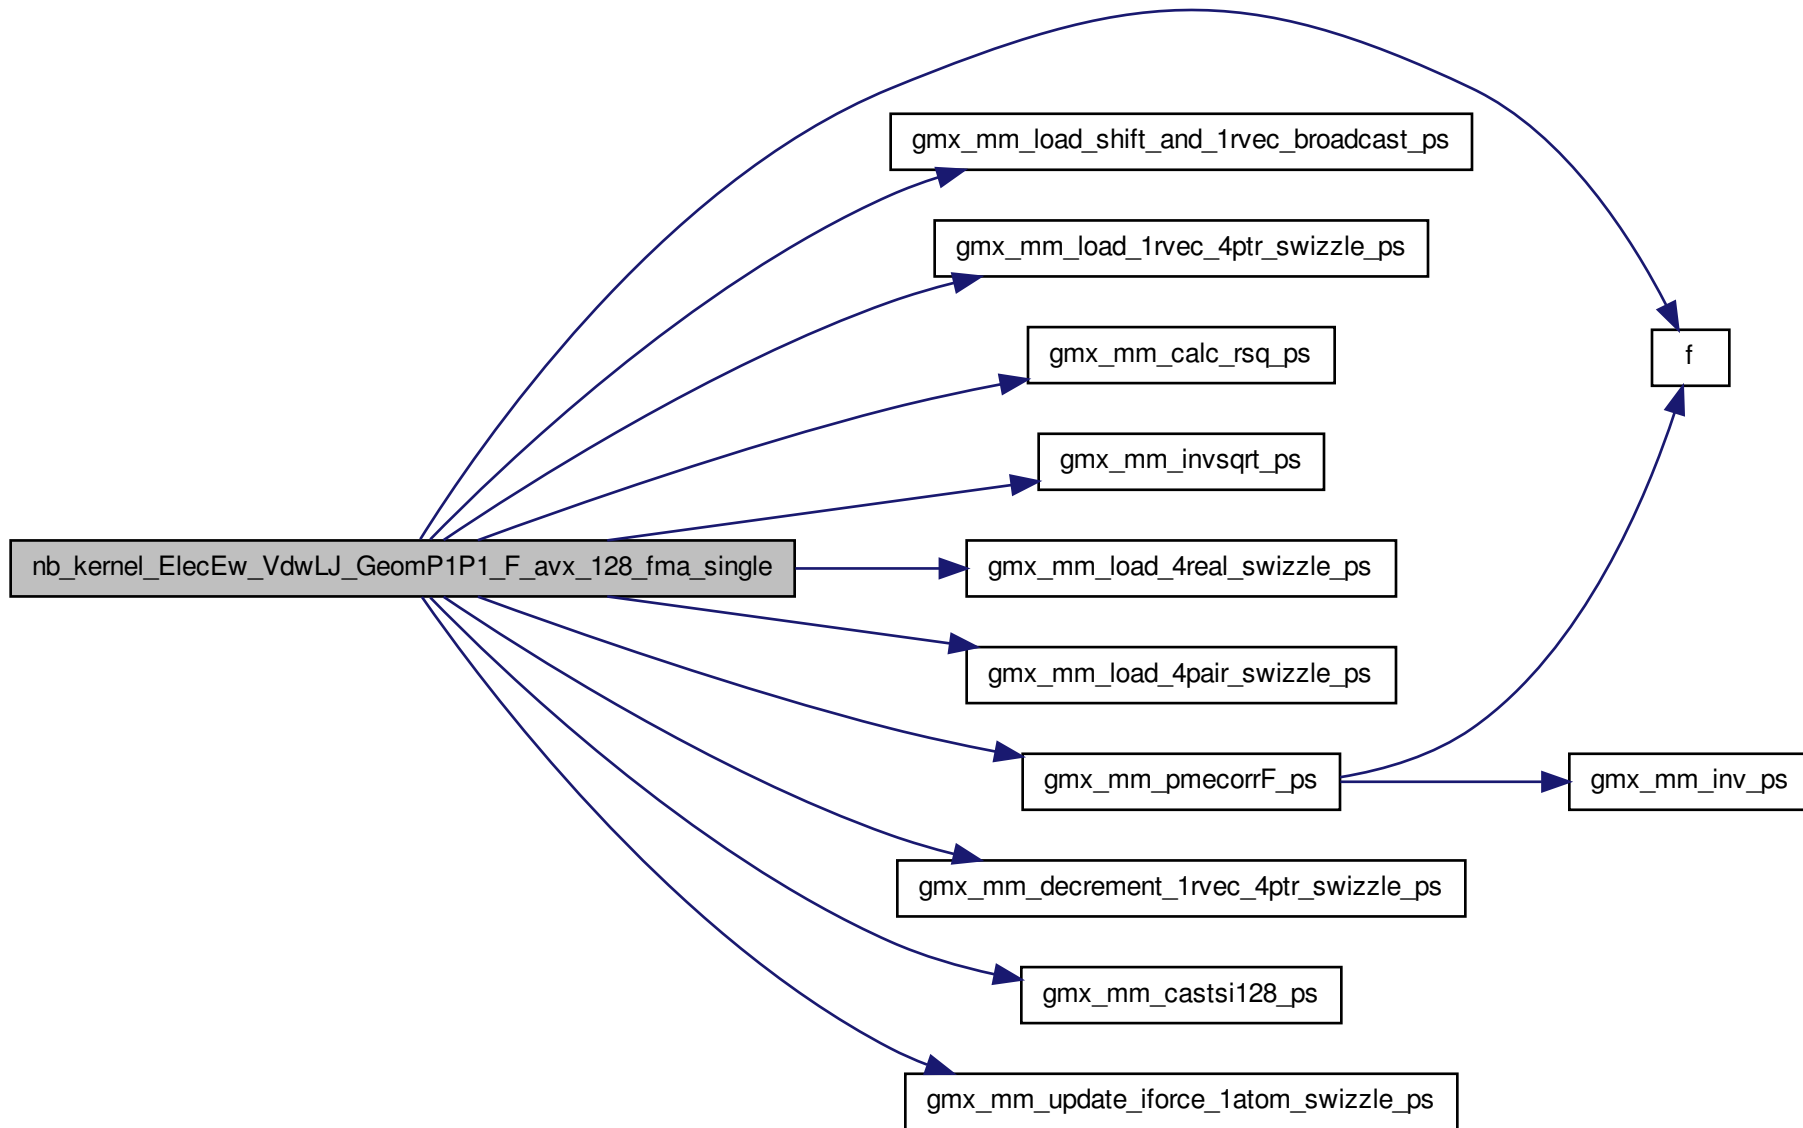 gmx_mm_load_shift_and_1rvec_broadcast_ps
gmx_mm_load_1rvec_4ptr_swizzle_ps
gmx_mm_calc_rsq_ps
f
gmx_mm_invsqrt_ps
nb_kernel_ElecEw_VdwLJ_GeomP1P1_F_avx_128_fma_single
gmx_mm_load_4real_swizzle_ps
gmx_mm_load_4pair_swizzle_ps
gmx_mm_pmecorrF_ps
gmx_mm_inv_ps
gmx_mm_decrement_1rvec_4ptr_swizzle_ps
gmx_mm_castsi128_ps
gmx_mm_update_iforce_1atom_swizzle_ps